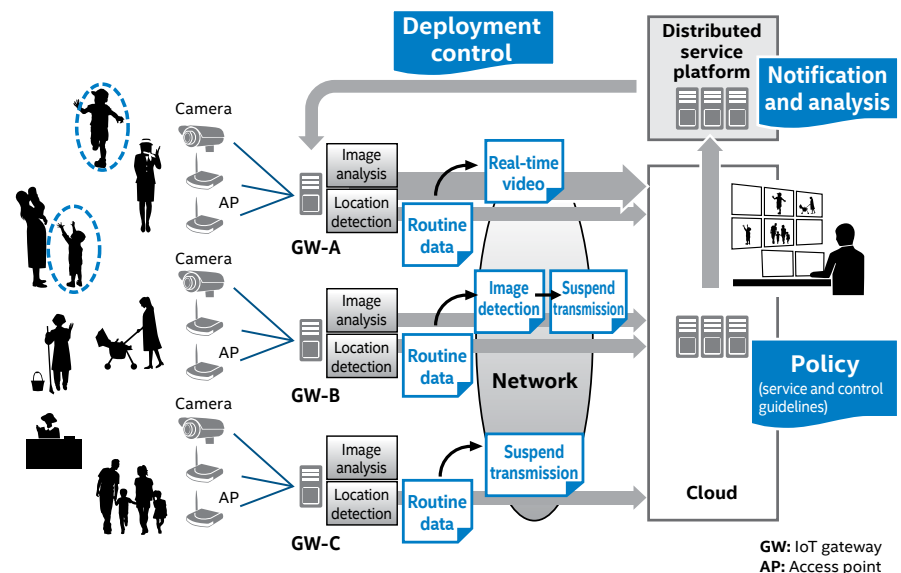 Deployment
control
Distributed
service
platform
Notification
and analysis
Camera
AP
Image
analysis
Location
detection
GW-A
Real-time
video
Routine
data
Camera
AP
Image
analysis
Location
detection
GW-B
Image
detection
Suspend
transmission
Routine
data
Network
Policy
(service and control
guidelines)
Camera
AP
Image
analysis
Location
detection
GW-C
Suspend
transmission
Routine
data
Cloud
GW: IoT gateway
AP: Access point